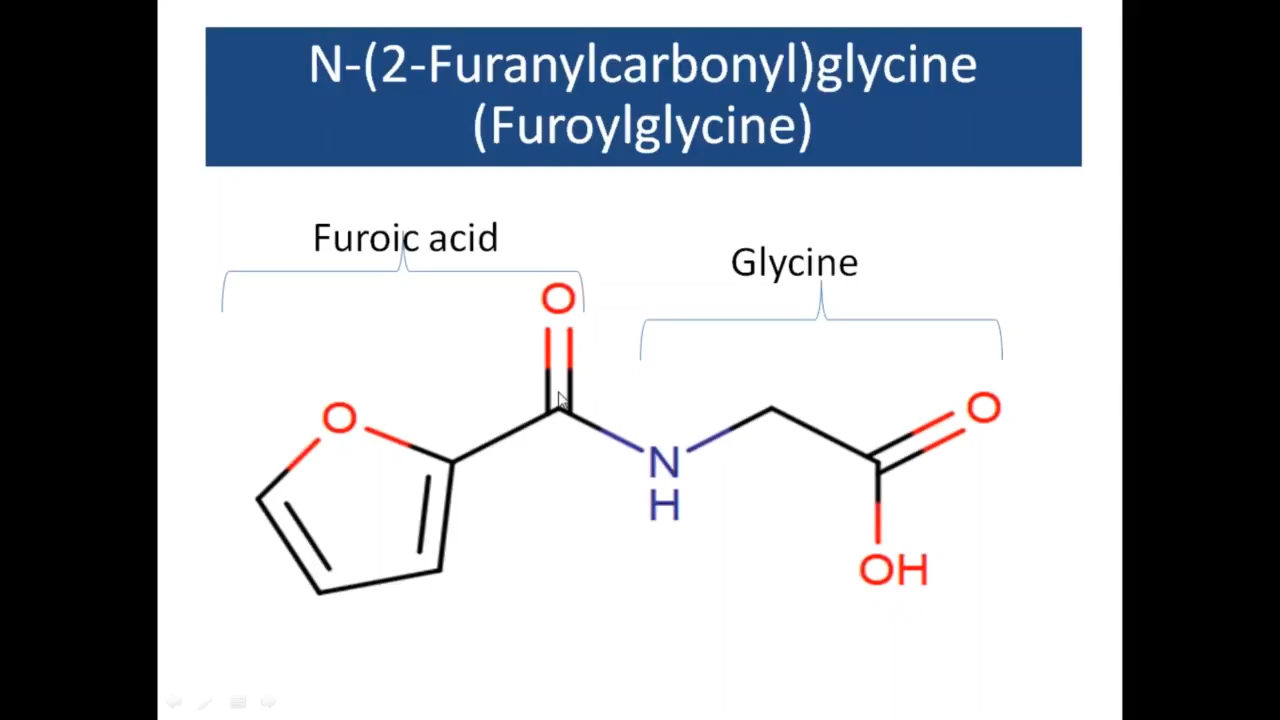 N-(2-Furanylcarbonyl)glycine
(Furoylglycine)
Furoic acid
Glycine
O
O
O
N
H
OH